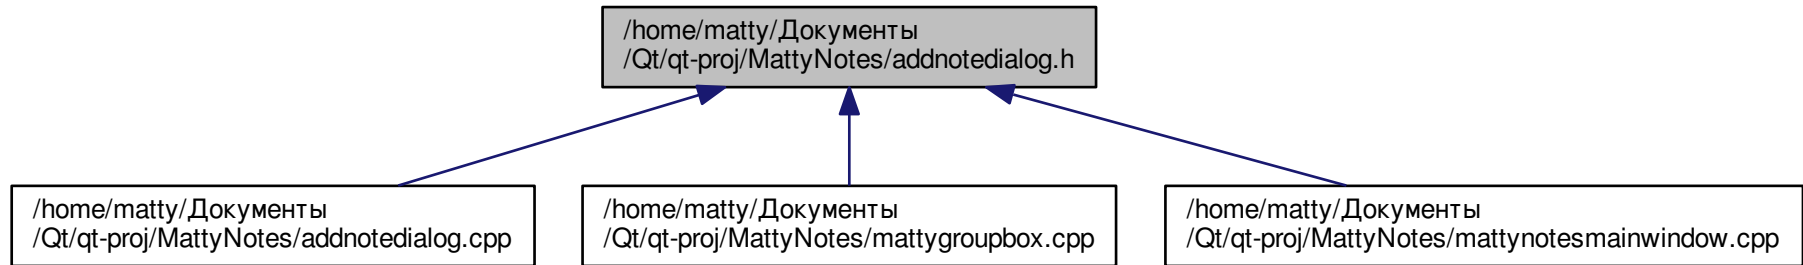 /home/matty/Документы
/Qt/qt-proj/MattyNotes/addnotedialog.h
/home/matty/Документы
/Qt/qt-proj/MattyNotes/addnotedialog.cpp
/home/matty/Документы
/Qt/qt-proj/MattyNotes/mattygroupbox.cpp
/home/matty/Документы
/Qt/qt-proj/MattyNotes/mattynotesmainwindow.cpp